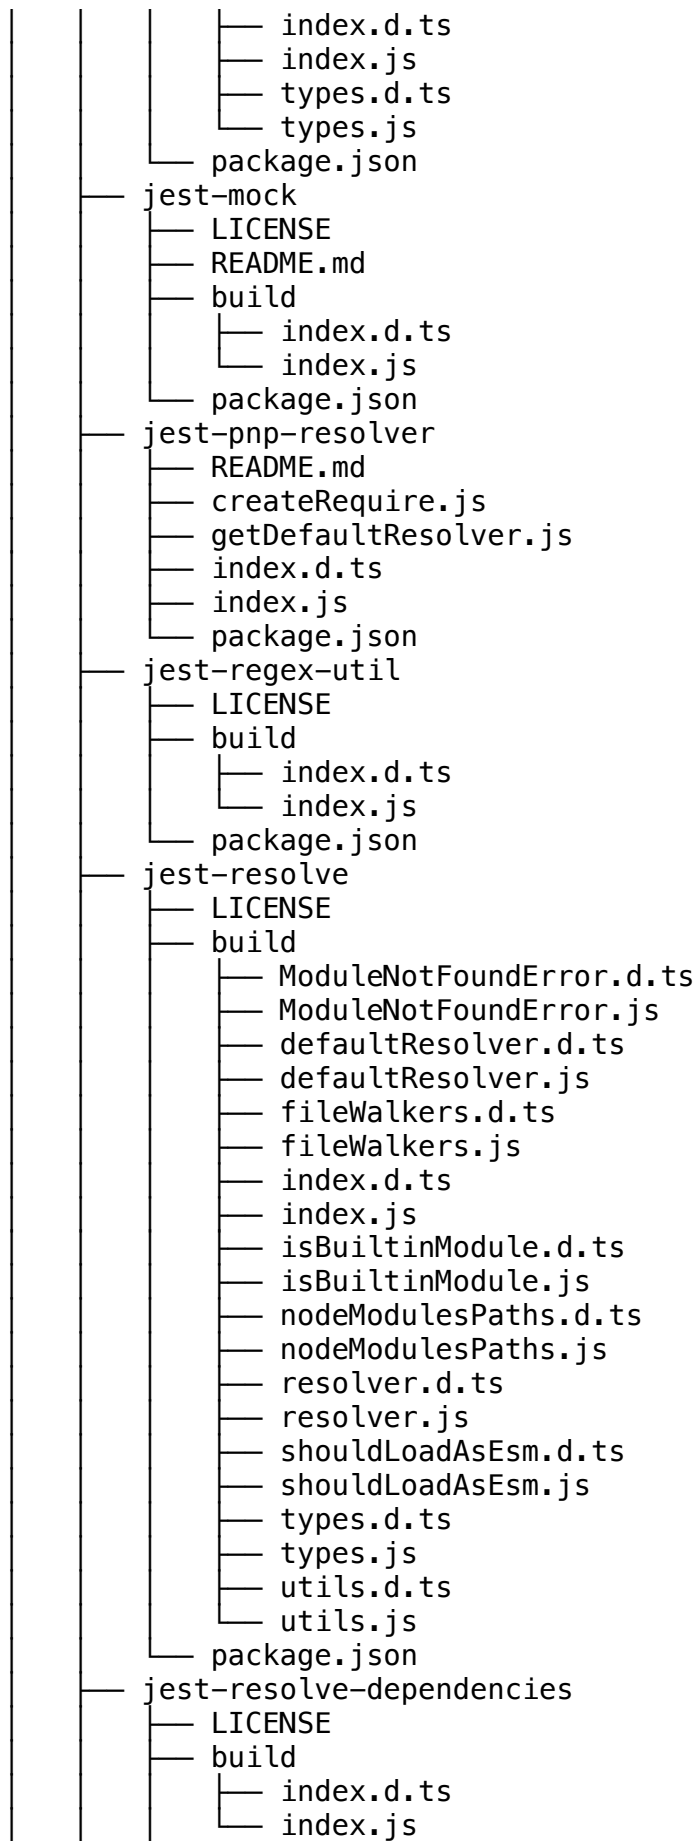 │   │   │   ├── index.d.ts
│   │   │   ├── index.js
│   │   │   ├── types.d.ts
│   │   │   └── types.js
│   │   └── package.json
│   ├── jest-mock
│   │   ├── LICENSE
│   │   ├── README.md
│   │   ├── build
│   │   │   ├── index.d.ts
│   │   │   └── index.js
│   │   └── package.json
│   ├── jest-pnp-resolver
│   │   ├── README.md
│   │   ├── createRequire.js
│   │   ├── getDefaultResolver.js
│   │   ├── index.d.ts
│   │   ├── index.js
│   │   └── package.json
│   ├── jest-regex-util
│   │   ├── LICENSE
│   │   ├── build
│   │   │   ├── index.d.ts
│   │   │   └── index.js
│   │   └── package.json
│   ├── jest-resolve
│   │   ├── LICENSE
│   │   ├── build
│   │   │   ├── ModuleNotFoundError.d.ts
│   │   │   ├── ModuleNotFoundError.js
│   │   │   ├── defaultResolver.d.ts
│   │   │   ├── defaultResolver.js
│   │   │   ├── fileWalkers.d.ts
│   │   │   ├── fileWalkers.js
│   │   │   ├── index.d.ts
│   │   │   ├── index.js
│   │   │   ├── isBuiltinModule.d.ts
│   │   │   ├── isBuiltinModule.js
│   │   │   ├── nodeModulesPaths.d.ts
│   │   │   ├── nodeModulesPaths.js
│   │   │   ├── resolver.d.ts
│   │   │   ├── resolver.js
│   │   │   ├── shouldLoadAsEsm.d.ts
│   │   │   ├── shouldLoadAsEsm.js
│   │   │   ├── types.d.ts
│   │   │   ├── types.js
│   │   │   ├── utils.d.ts
│   │   │   └── utils.js
│   │   └── package.json
│   ├── jest-resolve-dependencies
│   │   ├── LICENSE
│   │   ├── build
│   │   │   ├── index.d.ts
│   │   │   └── index.js